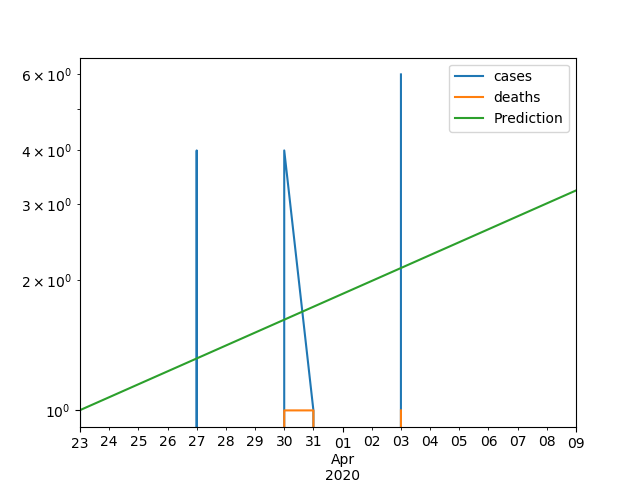 cases
deaths
Prediction
6 × 10⁰
4 × 10⁰
3 × 10⁰
2 × 10⁰
10⁰
23 24 25 26 27 28 29 30 31 01 02 03 04 05 06 07 08 09
Apr
2020